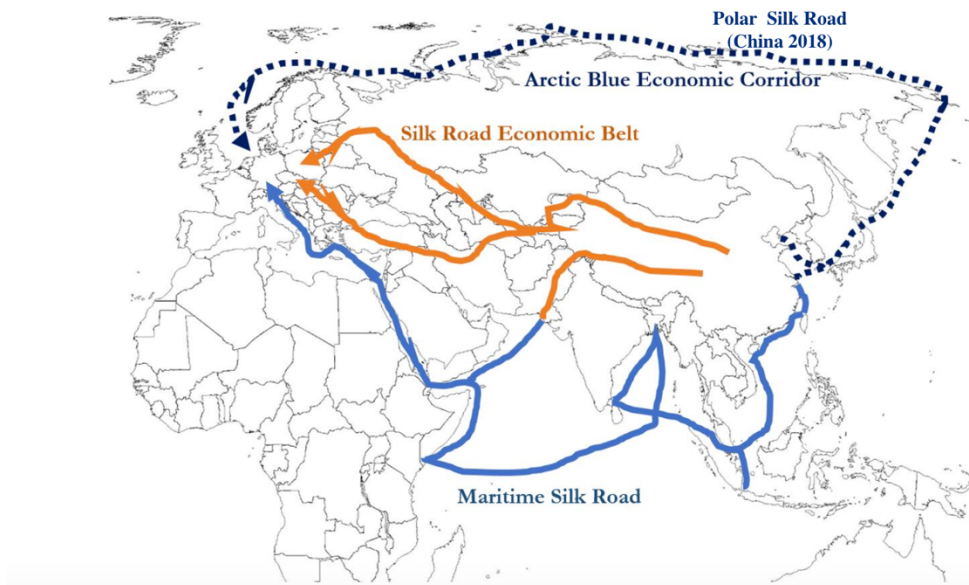 Polar Silk Road
(China 2018)
Arctic Blue Economic Corridor
Silk Road Economic Belt
Maritime Silk Road